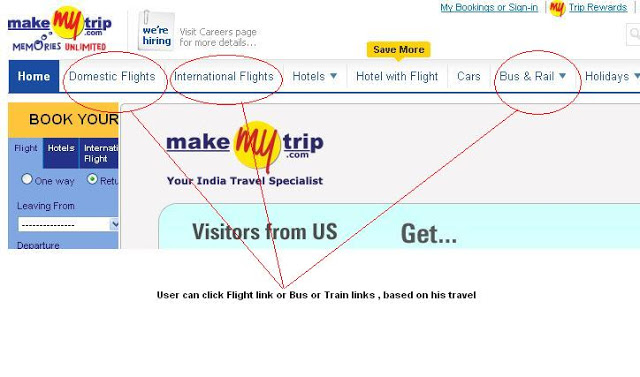 make my trip .com
MEMORIES UNLIMITED
we're hiring
Visit Careers page
for more details...
My Bookings or Sign-in
my Trip Rewards
Save More
Home Domestic Flights International Flights Hotels Hotel with Flight Cars Bus & Rail Holidays
BOOK YOUR
Flight Hotels Internati
Flight
One way Retu
Leaving From
---------------
Departure
make my trip .com
Your India Travel Specialist
Visitors from US Get...
User can click Flight link or Bus or Train links , based on his travel